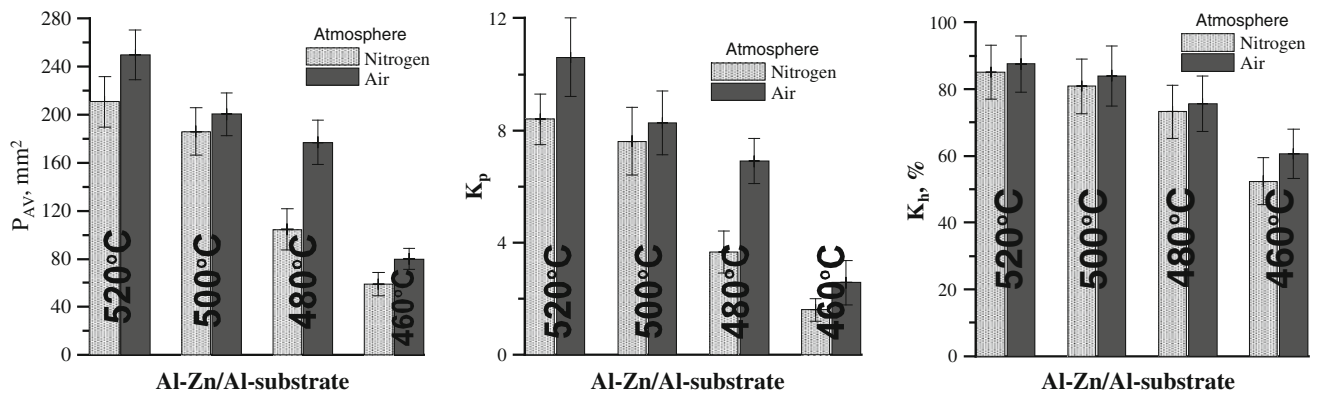 280
240
200
160
120
80
40
0
P_AV, mm²
Atmosphere
Nitrogen
Air
520°C
500°C
480°C
460°C
Al-Zn/Al-substrate
12
8
4
0
K_p
Atmosphere
Nitrogen
Air
520°C
500°C
480°C
460°C
Al-Zn/Al-substrate
100
80
60
40
20
0
K_h, %
Atmosphere
Nitrogen
Air
520°C
500°C
480°C
460°C
Al-Zn/Al-substrate